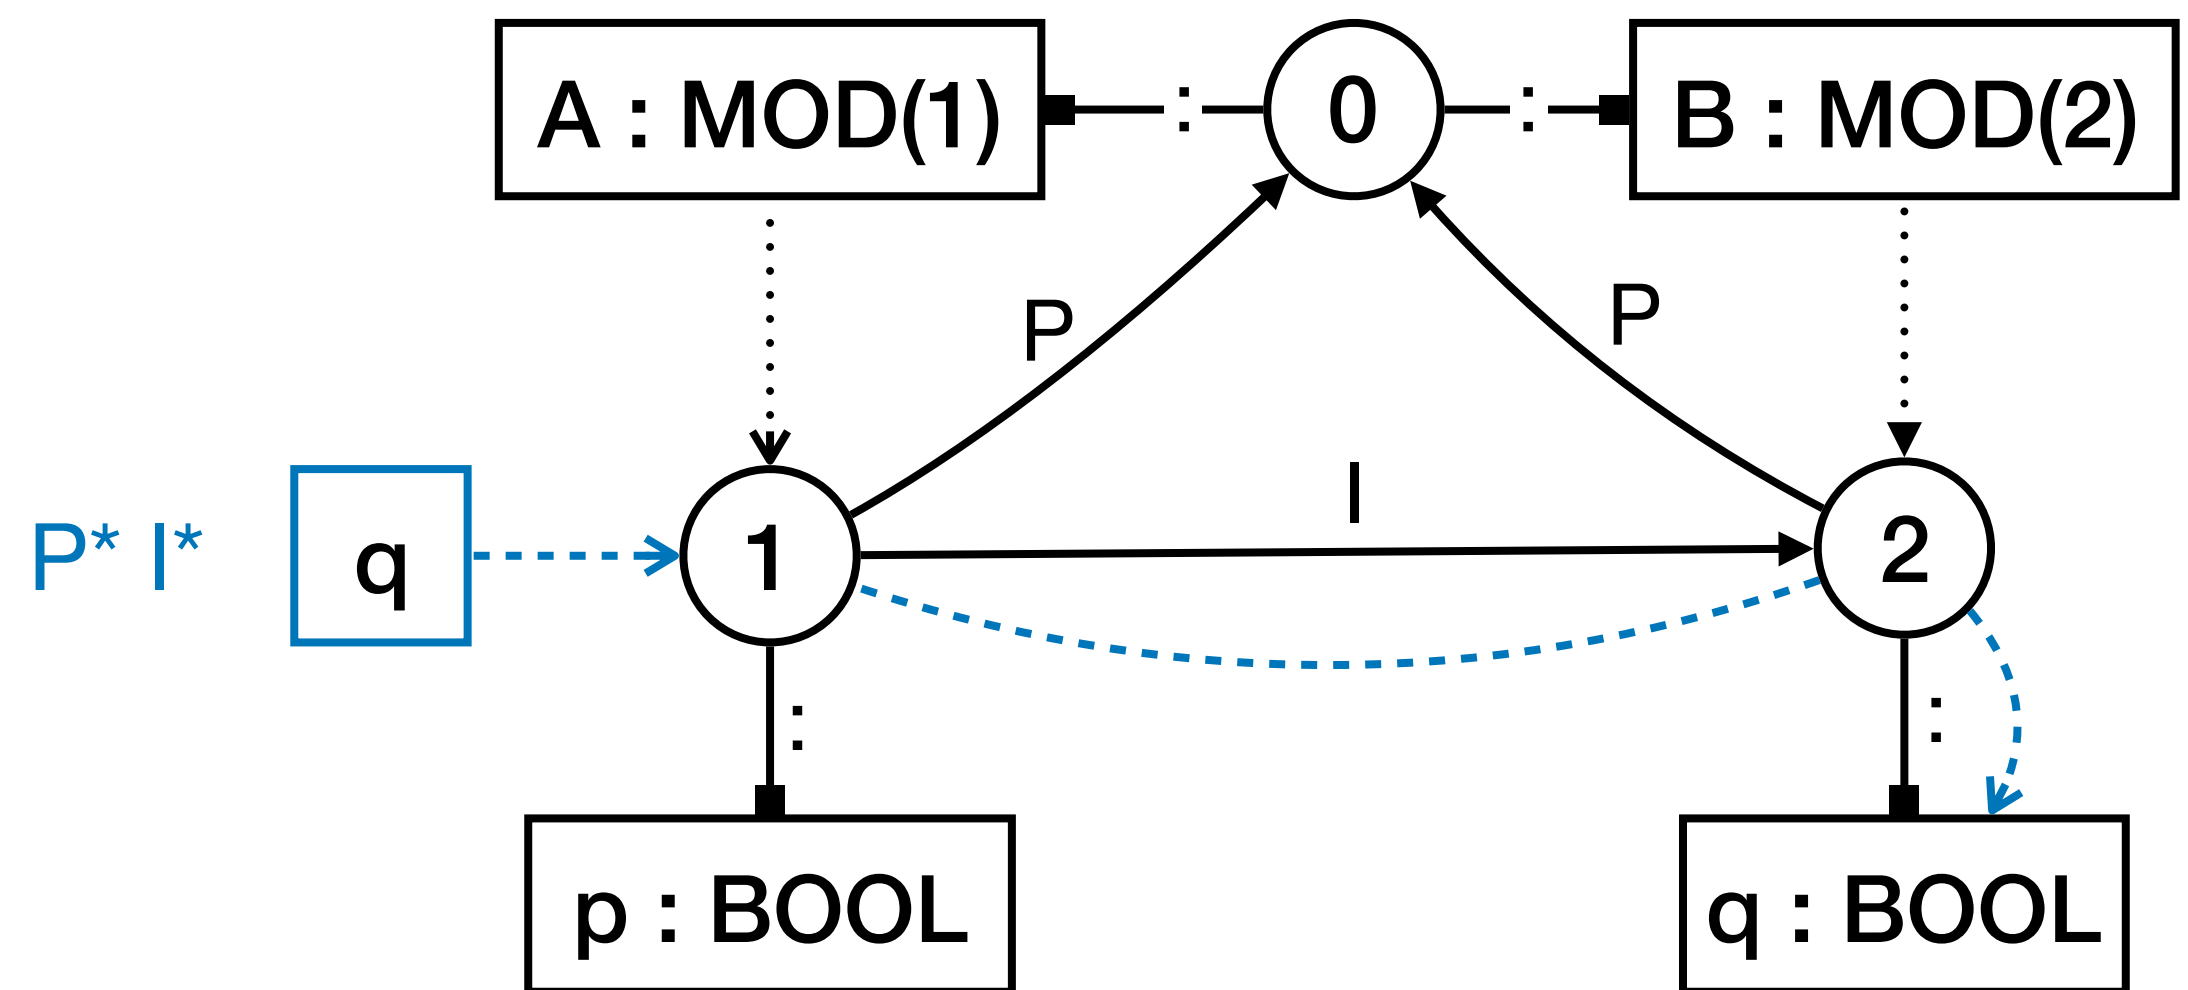 A : MOD(1)
:
0
:
B : MOD(2)
P
P
I
P* I*
q
1
2
:
:
p : BOOL
q : BOOL